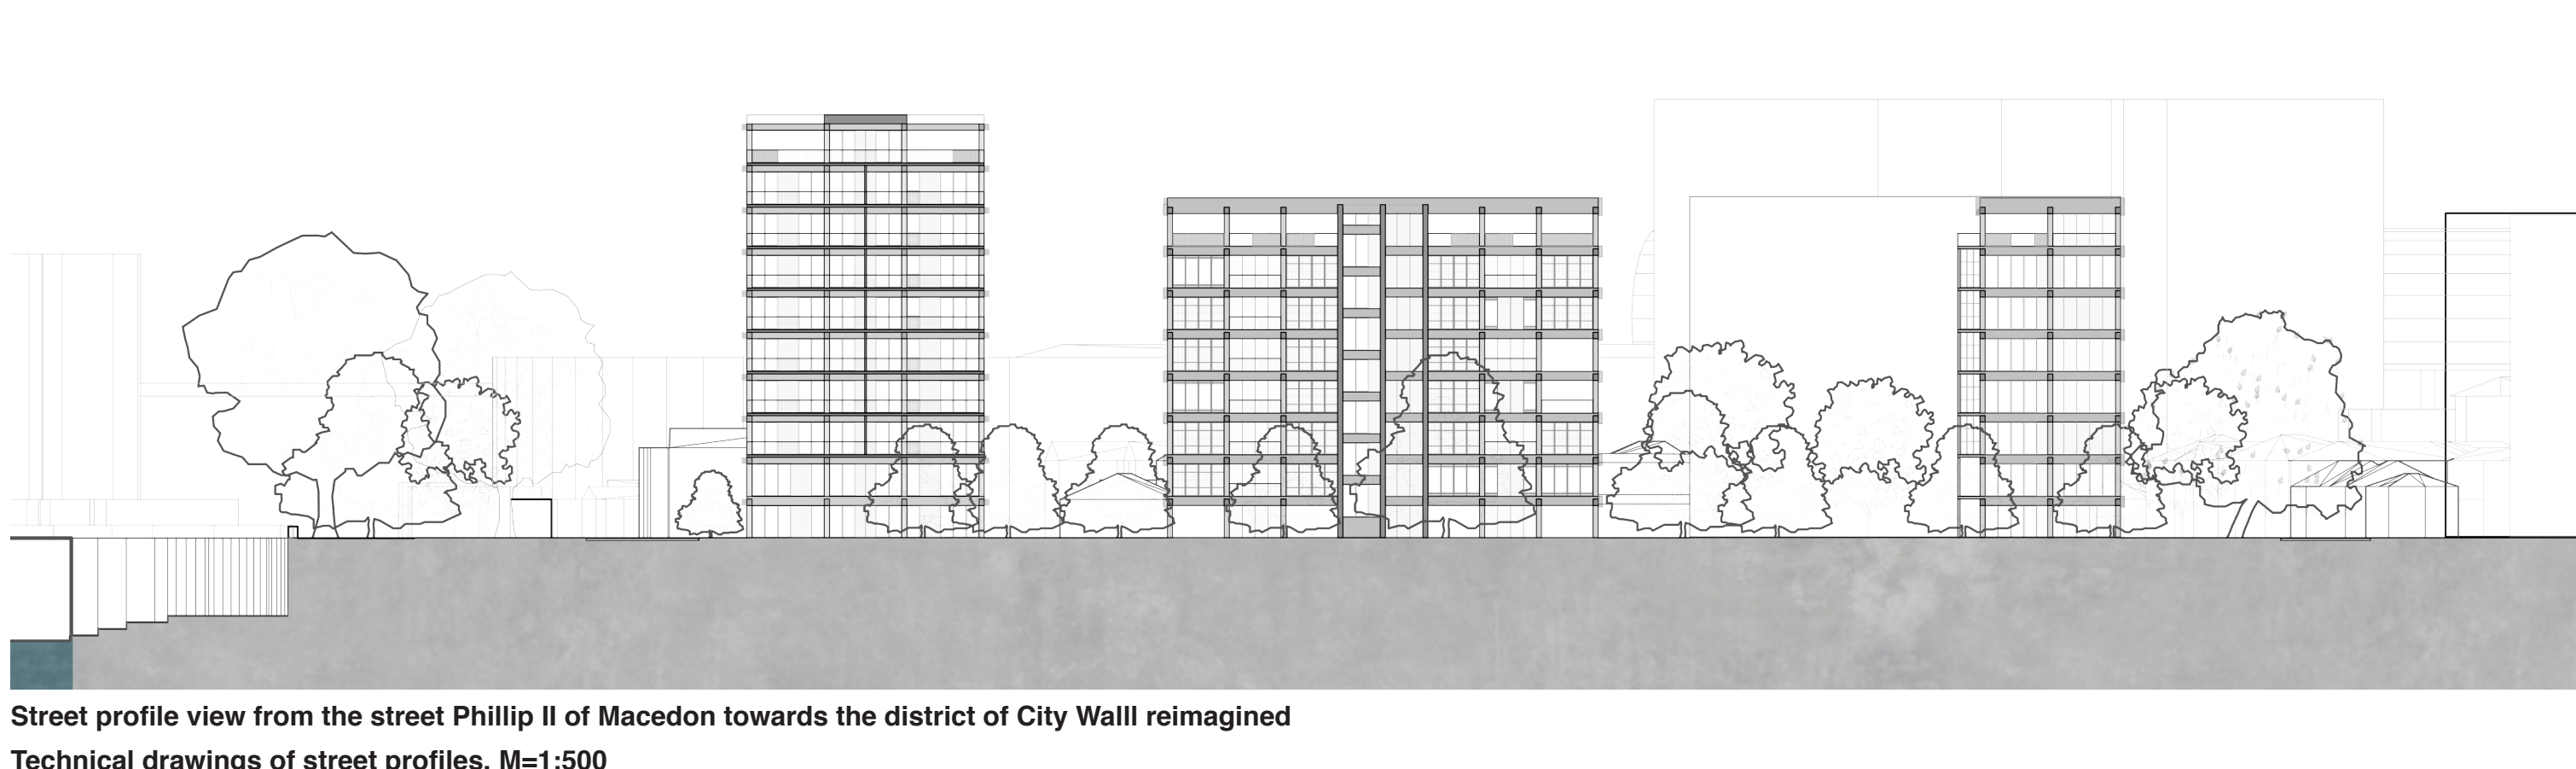 Street profile view from the street Phillip II of Macedon towards the district of City Walll reimagined
Technical drawings of street profiles. M=1:500